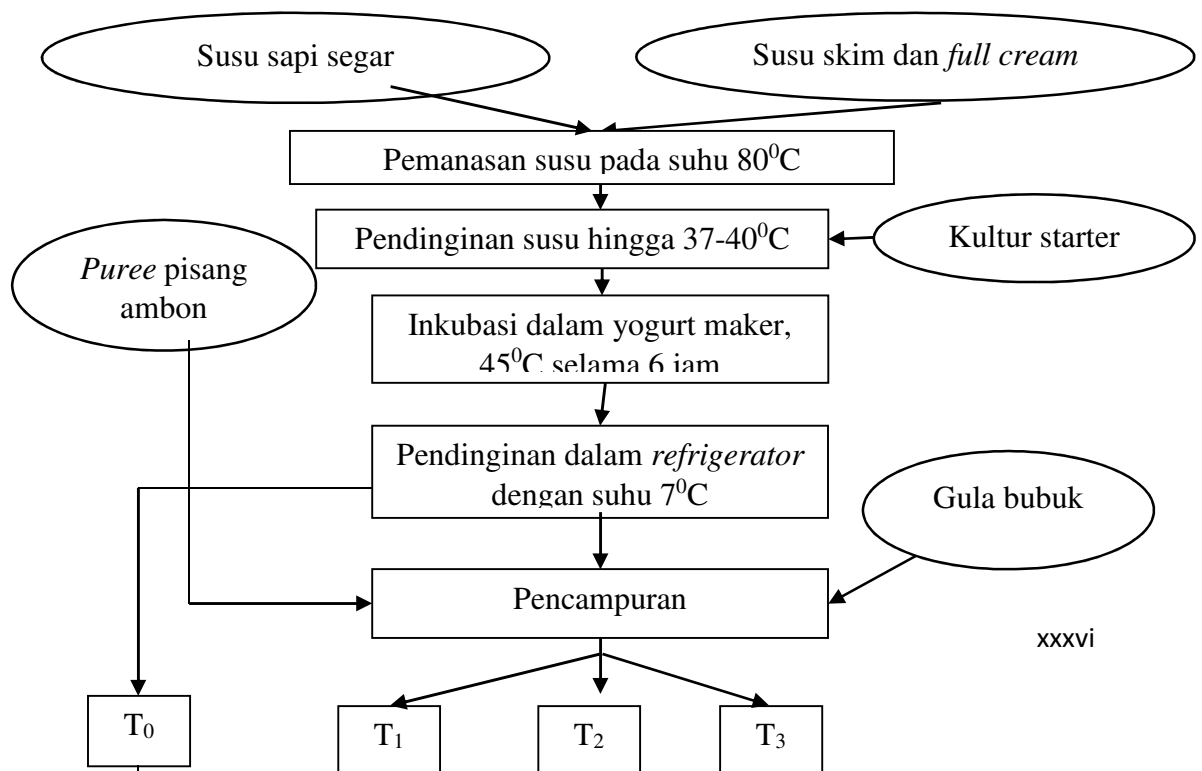 Susu sapi segar
Susu skim dan full cream
Pemanasan susu pada suhu 80⁰C
Pendinginan susu hingga 37-40⁰C
Kultur starter
Puree pisang
ambon
Inkubasi dalam yogurt maker,
45⁰C selama 6 jam
Pendinginan dalam refrigerator
dengan suhu 7⁰C
Gula bubuk
Pencampuran
xxxvi
T₀
T₁
T₂
T₃